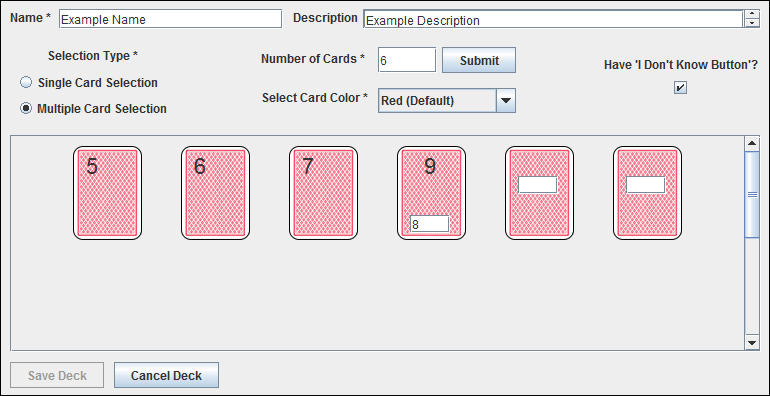 Name * Example Name Description Example Description
Selection Type * Number of Cards * 6 Submit Have 'I Don't Know Button'?
Single Card Selection
Multiple Card Selection Select Card Color * Red (Default)
5 6 7 9
8
Save Deck Cancel Deck